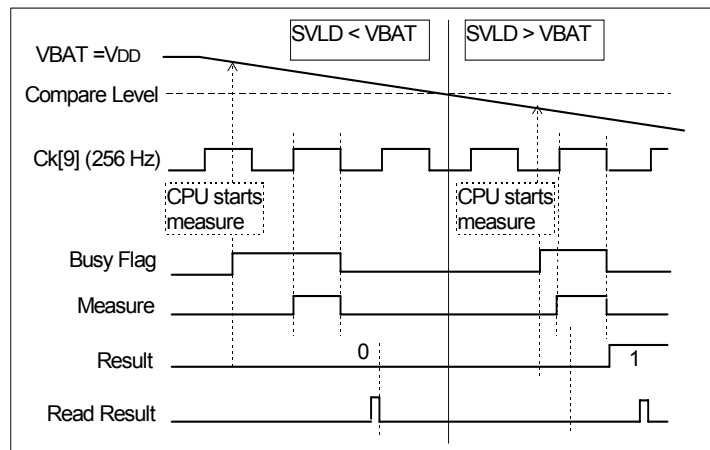 SVLD < VBAT
SVLD > VBAT
VBAT =VDD
Compare Level
Ck[9] (256 Hz)
CPU starts
measure
CPU starts
measure
Busy Flag
Measure
Result
0
1
Read Result